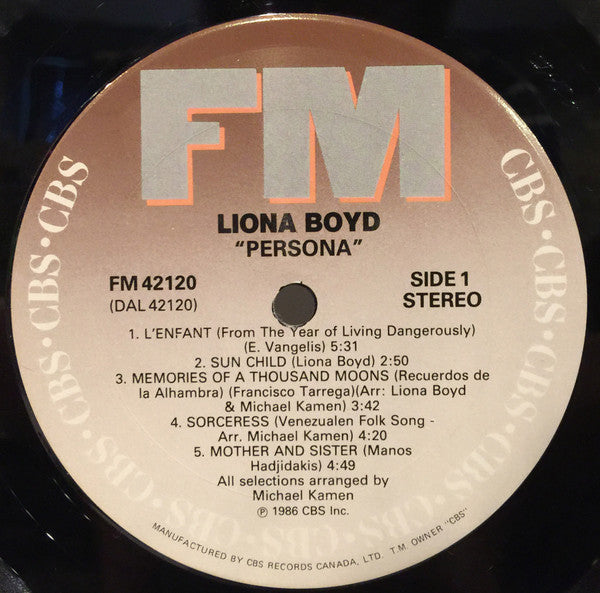 FM
LIONA BOYD
"PERSONA"
FM 42120
(DAL 42120)
SIDE 1
STEREO
1. L'ENFANT (From The Year of Living Dangerously)
(E. Vangelis) 5:31
2. SUN CHILD (Liona Boyd) 2:50
3. MEMORIES OF A THOUSAND MOONS (Recuerdos de
la Alhambra) (Francisco Tarrega)(Arr: Liona Boyd
& Michael Kamen) 3:42
4. SORCERESS (Venezualen Folk Song -
Arr. Michael Kamen) 4:20
5. MOTHER AND SISTER (Manos
Hadjidakis) 4:49
All selections arranged by
Michael Kamen
℗ 1986 CBS Inc.
MANUFACTURED BY CBS RECORDS CANADA, LTD. T.M. OWNER "CBS"
CBS · CBS · CBS · CBS · CBS · CBS · CBS · CBS · CBS · CBS